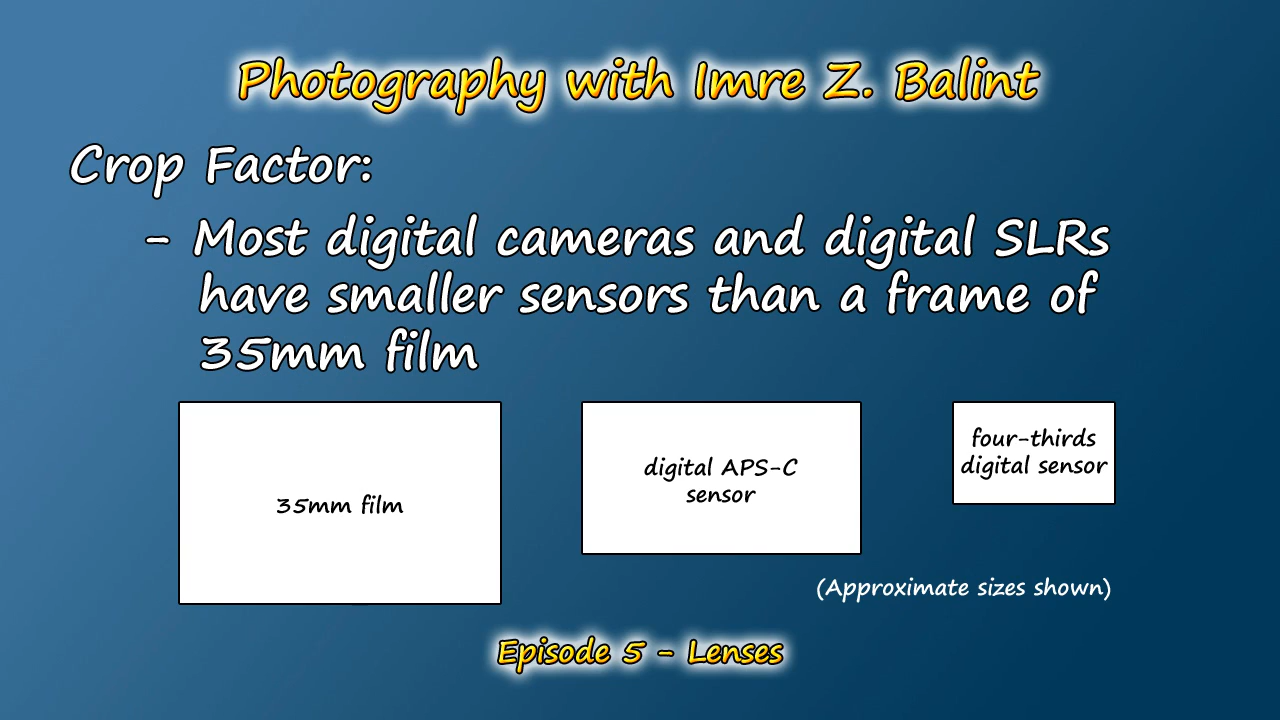 Photography with Imre Z. Balint
Crop Factor:
- Most digital cameras and digital SLRs
have smaller sensors than a frame of
35mm film
35mm film
digital APS-C
sensor
four-thirds
digital sensor
(Approximate sizes shown)
Episode 5 - Lenses